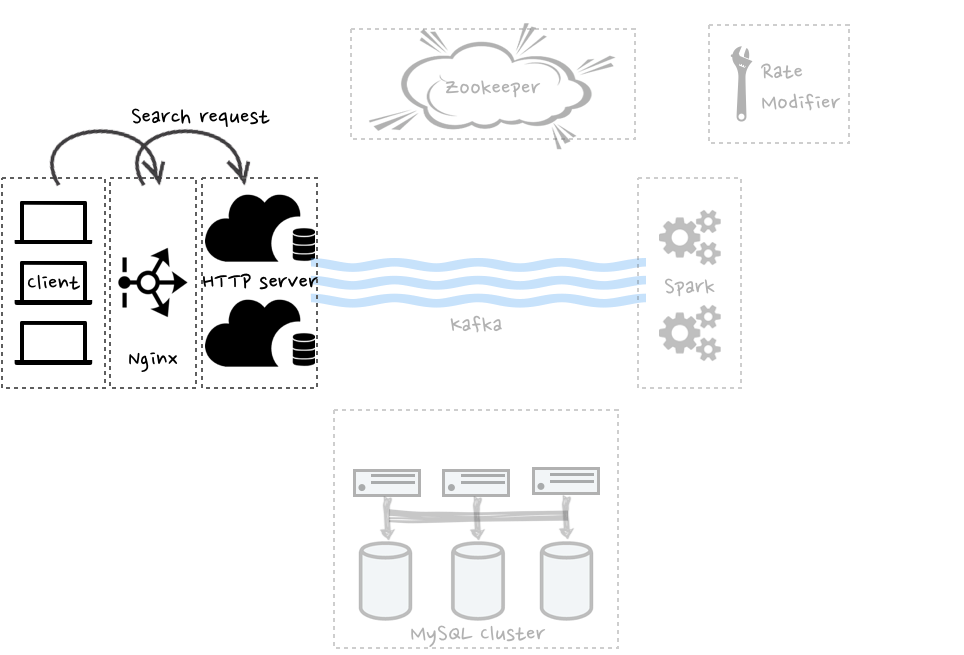 Zookeeper
Rate
Modifier
Search request
client
HTTP server
Nginx
Kafka
Spark
MySQL cluster